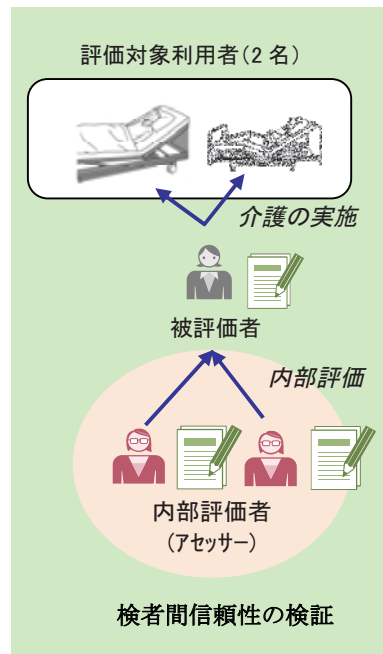 評価対象利用者(2 名)
介護の実施
被評価者
内部評価
内部評価者
(アセッサー)
検者間信頼性の検証